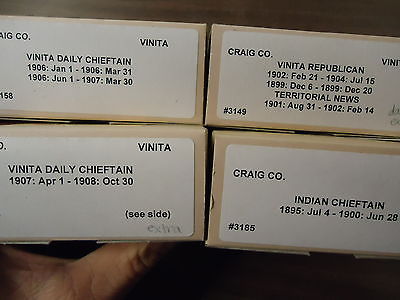 CRAIG CO. VINITA
VINITA DAILY CHIEFTAIN
1906: Jan 1 - 1906: Mar 31
1906: Jun 1 - 1907: Mar 30
158
CRAIG CO.
VINITA REPUBLICAN
1902: Feb 21 - 1904: Jul 15
1899: Dec 6 - 1899: Dec 20
TERRITORIAL NEWS
1901: Aug 31 - 1902: Feb 14
#3149
CO. VINITA
VINITA DAILY CHIEFTAIN
1907: Apr 1 - 1908: Oct 30
(see side)
extra
CRAIG CO.
INDIAN CHIEFTAIN
1895: Jul 4 - 1900: Jun 28
#3185